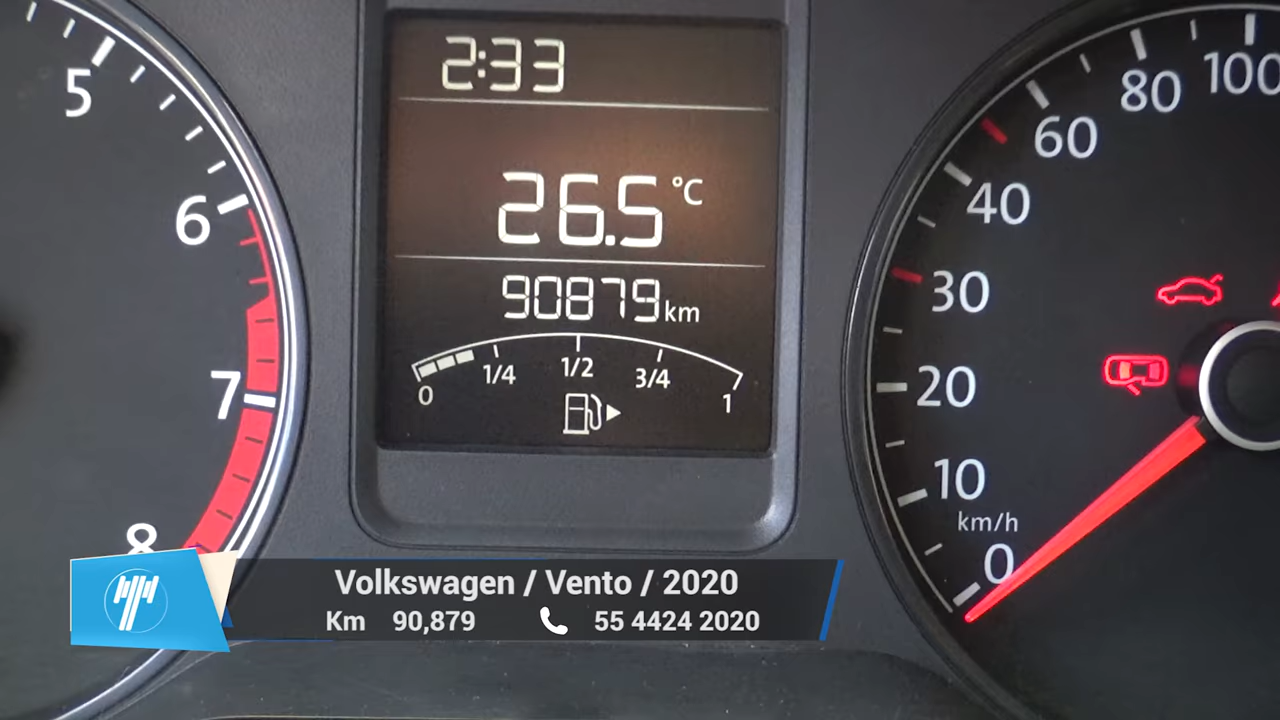 5
6
7
8
2:33
26.5 °C
90879 km
0 1/4 1/2 3/4 1
100
80
60
40
30
20
10
km/h
0
Volkswagen / Vento / 2020
Km 90,879 55 4424 2020